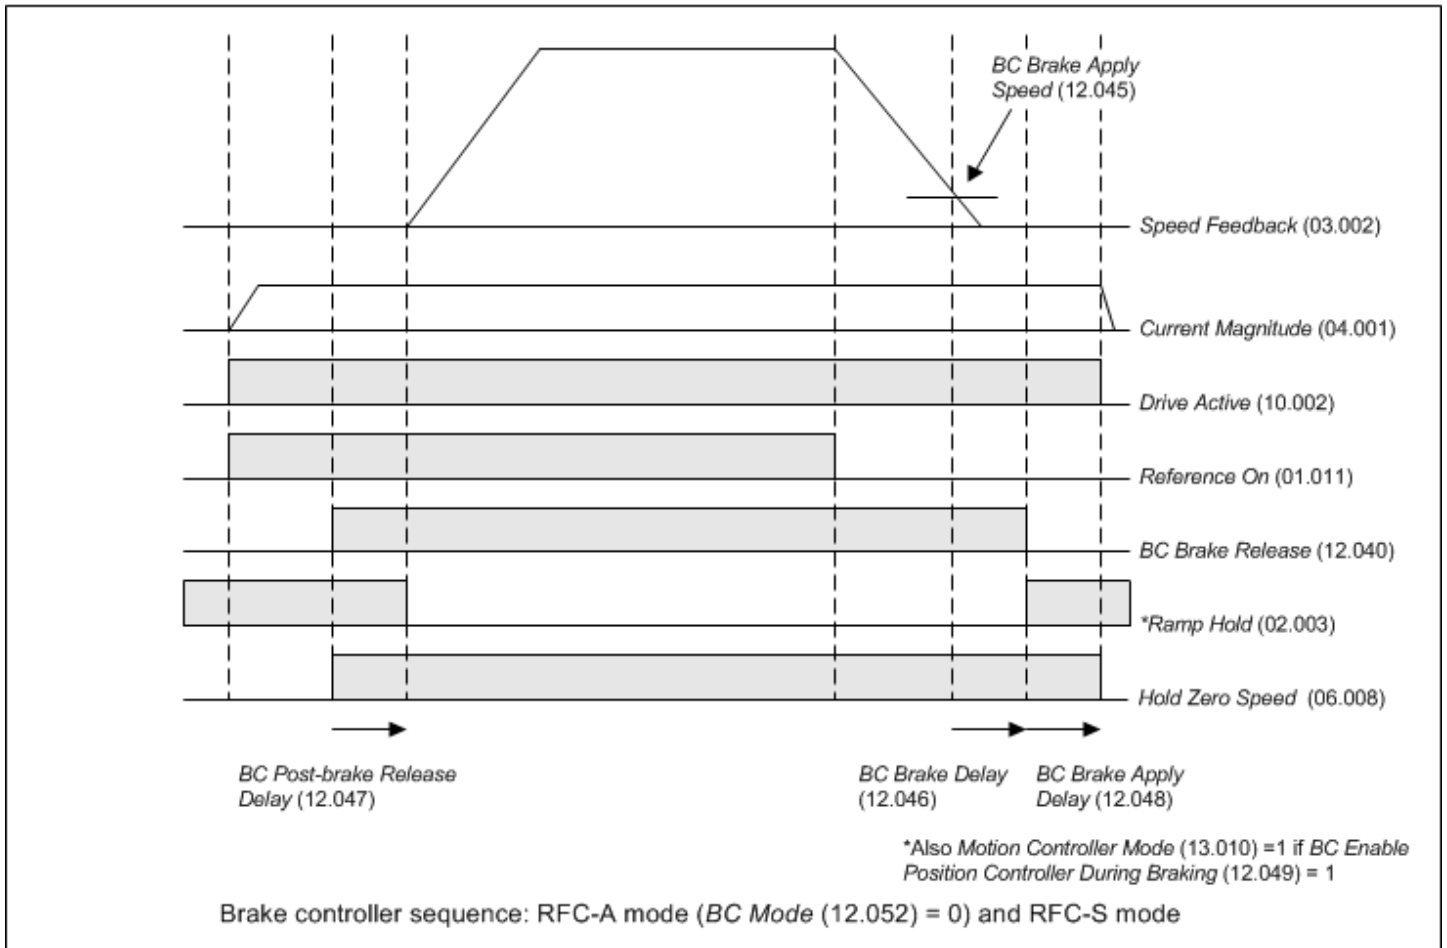 BC Brake Apply
Speed (12.045)
Speed Feedback (03.002)
Current Magnitude (04.001)
Drive Active (10.002)
Reference On (01.011)
BC Brake Release (12.040)
*Ramp Hold (02.003)
Hold Zero Speed (06.008)
BC Post-brake Release
Delay (12.047)
BC Brake Delay
(12.046)
BC Brake Apply
Delay (12.048)
*Also Motion Controller Mode (13.010) =1 if BC Enable
Position Controller During Braking (12.049) = 1
Brake controller sequence: RFC-A mode (BC Mode (12.052) = 0) and RFC-S mode